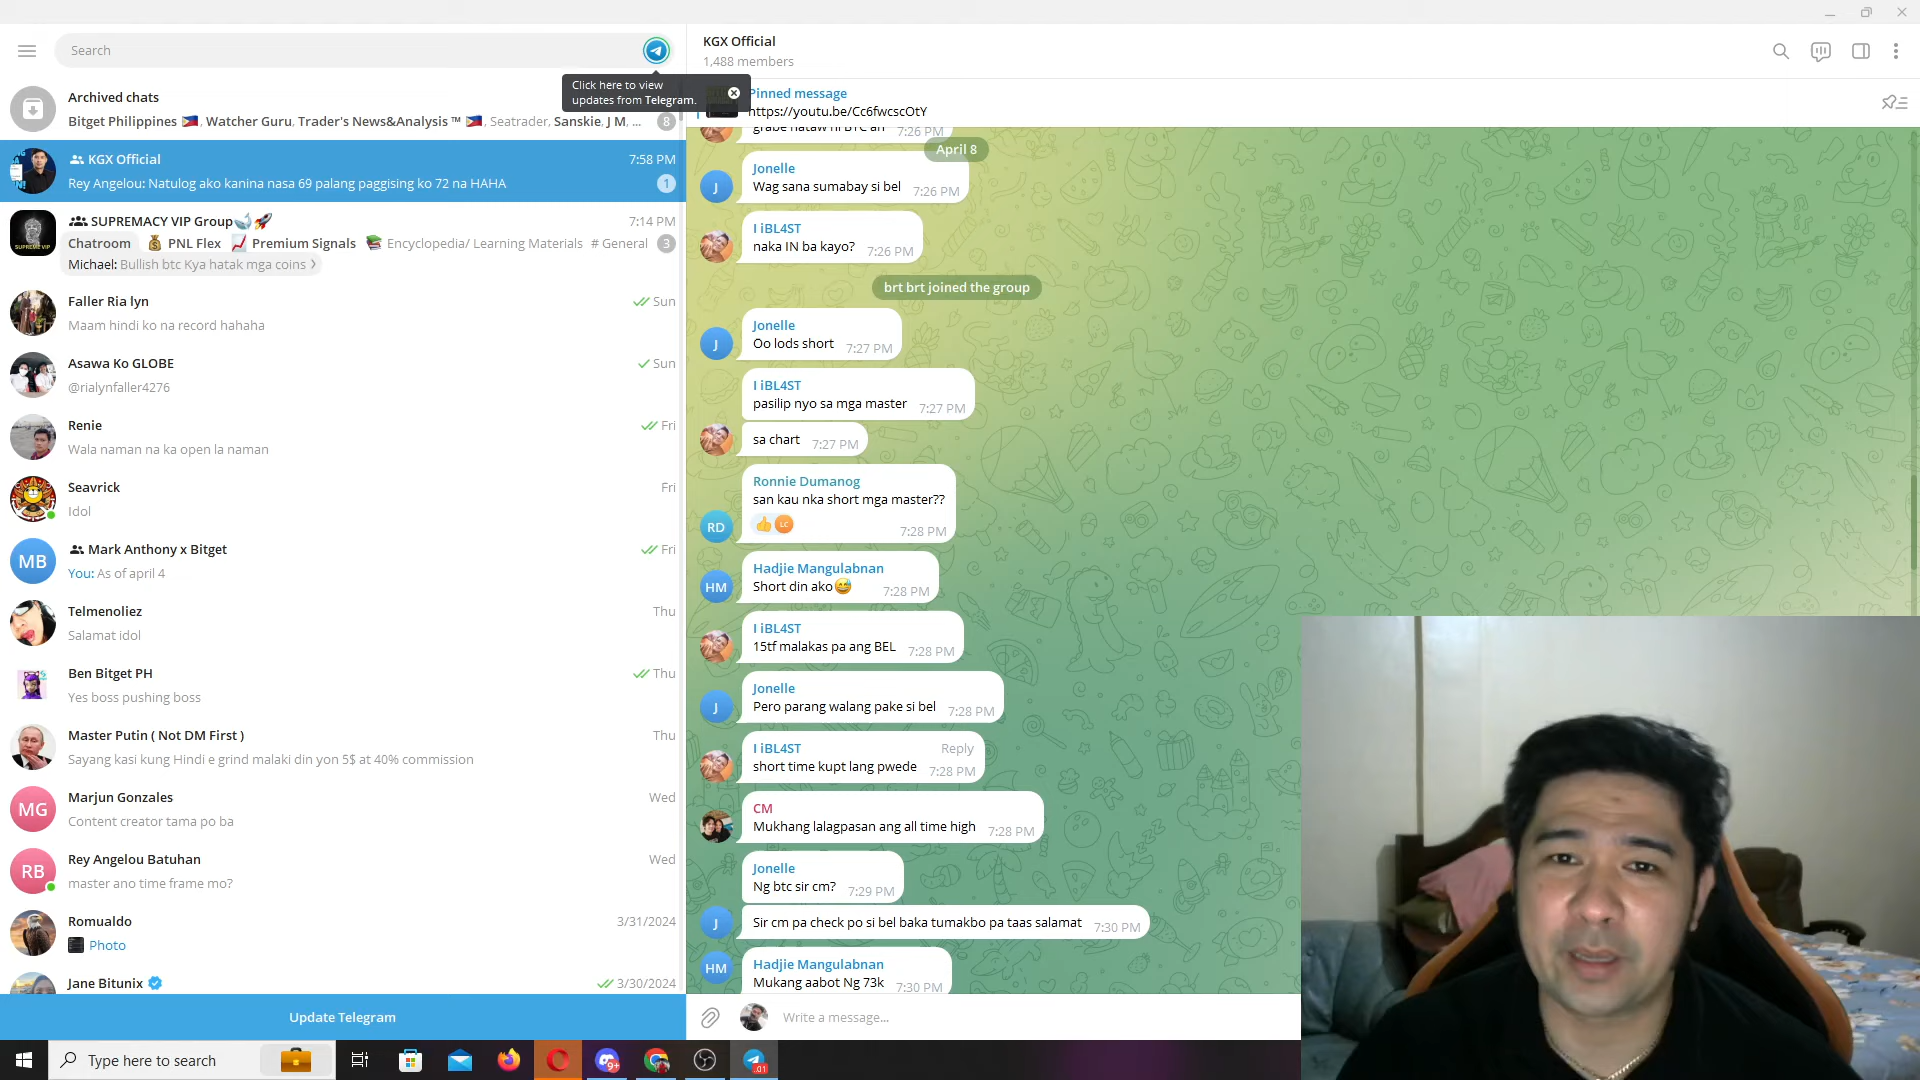 Search
Click here to view
updates from Telegram.
Archived chats
Bitget Philippines 🇵🇭, Watcher Guru, Trader's News&Analysis ™ 🇵🇭, Seatrader, Sanskie, J M, ...
8
KGX Official
7:58 PM
Rey Angelou: Natulog ako kanina nasa 69 palang paggising ko 72 na HAHA
1
SUPREMACY VIP Group
7:14 PM
Chatroom 💰 PNL Flex 📈 Premium Signals 📚 Encyclopedia/ Learning Materials # General
3
Michael: Bullish btc Kya hatak mga coins
SUPREME VIP
Faller Ria lyn
Sun
Maam hindi ko na record hahaha
Asawa Ko GLOBE
Sun
@rialynfaller4276
Renie
Fri
Wala naman na ka open la naman
Seavrick
Fri
Idol
MB
Mark Anthony x Bitget
Fri
You: As of april 4
Telmenoliez
Thu
Salamat idol
Ben Bitget PH
Thu
Yes boss pushing boss
Master Putin ( Not DM First )
Thu
Sayang kasi kung Hindi e grind malaki din yon 5$ at 40% commission
MG
Marjun Gonzales
Wed
Content creator tama po ba
RB
Rey Angelou Batuhan
Wed
master ano time frame mo?
Romualdo
3/31/2024
Photo
Jane Bitunix
3/30/2024
Update Telegram
KGX Official
1,488 members
Pinned message
https://youtu.be/Cc6fwcscOtY
7:26 PM
April 8
Jonelle
J
Wag sana sumabay si bel 7:26 PM
I iBL4ST
naka IN ba kayo? 7:26 PM
brt brt joined the group
Jonelle
J
Oo lods short 7:27 PM
I iBL4ST
pasilip nyo sa mga master 7:27 PM
sa chart 7:27 PM
Ronnie Dumanog
san kau nka short mga master??
RD
👍 LC
7:28 PM
Hadjie Mangulabnan
HM
Short din ako😅 7:28 PM
I iBL4ST
15tf malakas pa ang BEL 7:28 PM
Jonelle
J
Pero parang walang pake si bel 7:28 PM
I iBL4ST
Reply
short time kupt lang pwede 7:28 PM
CM
Mukhang lalagpasan ang all time high 7:28 PM
Jonelle
Ng btc sir cm? 7:29 PM
J
Sir cm pa check po si bel baka tumakbo pa taas salamat 7:30 PM
HM
Hadjie Mangulabnan
Mukang aabot Ng 73k 7:30 PM
Write a message...
Type here to search
9+
.01